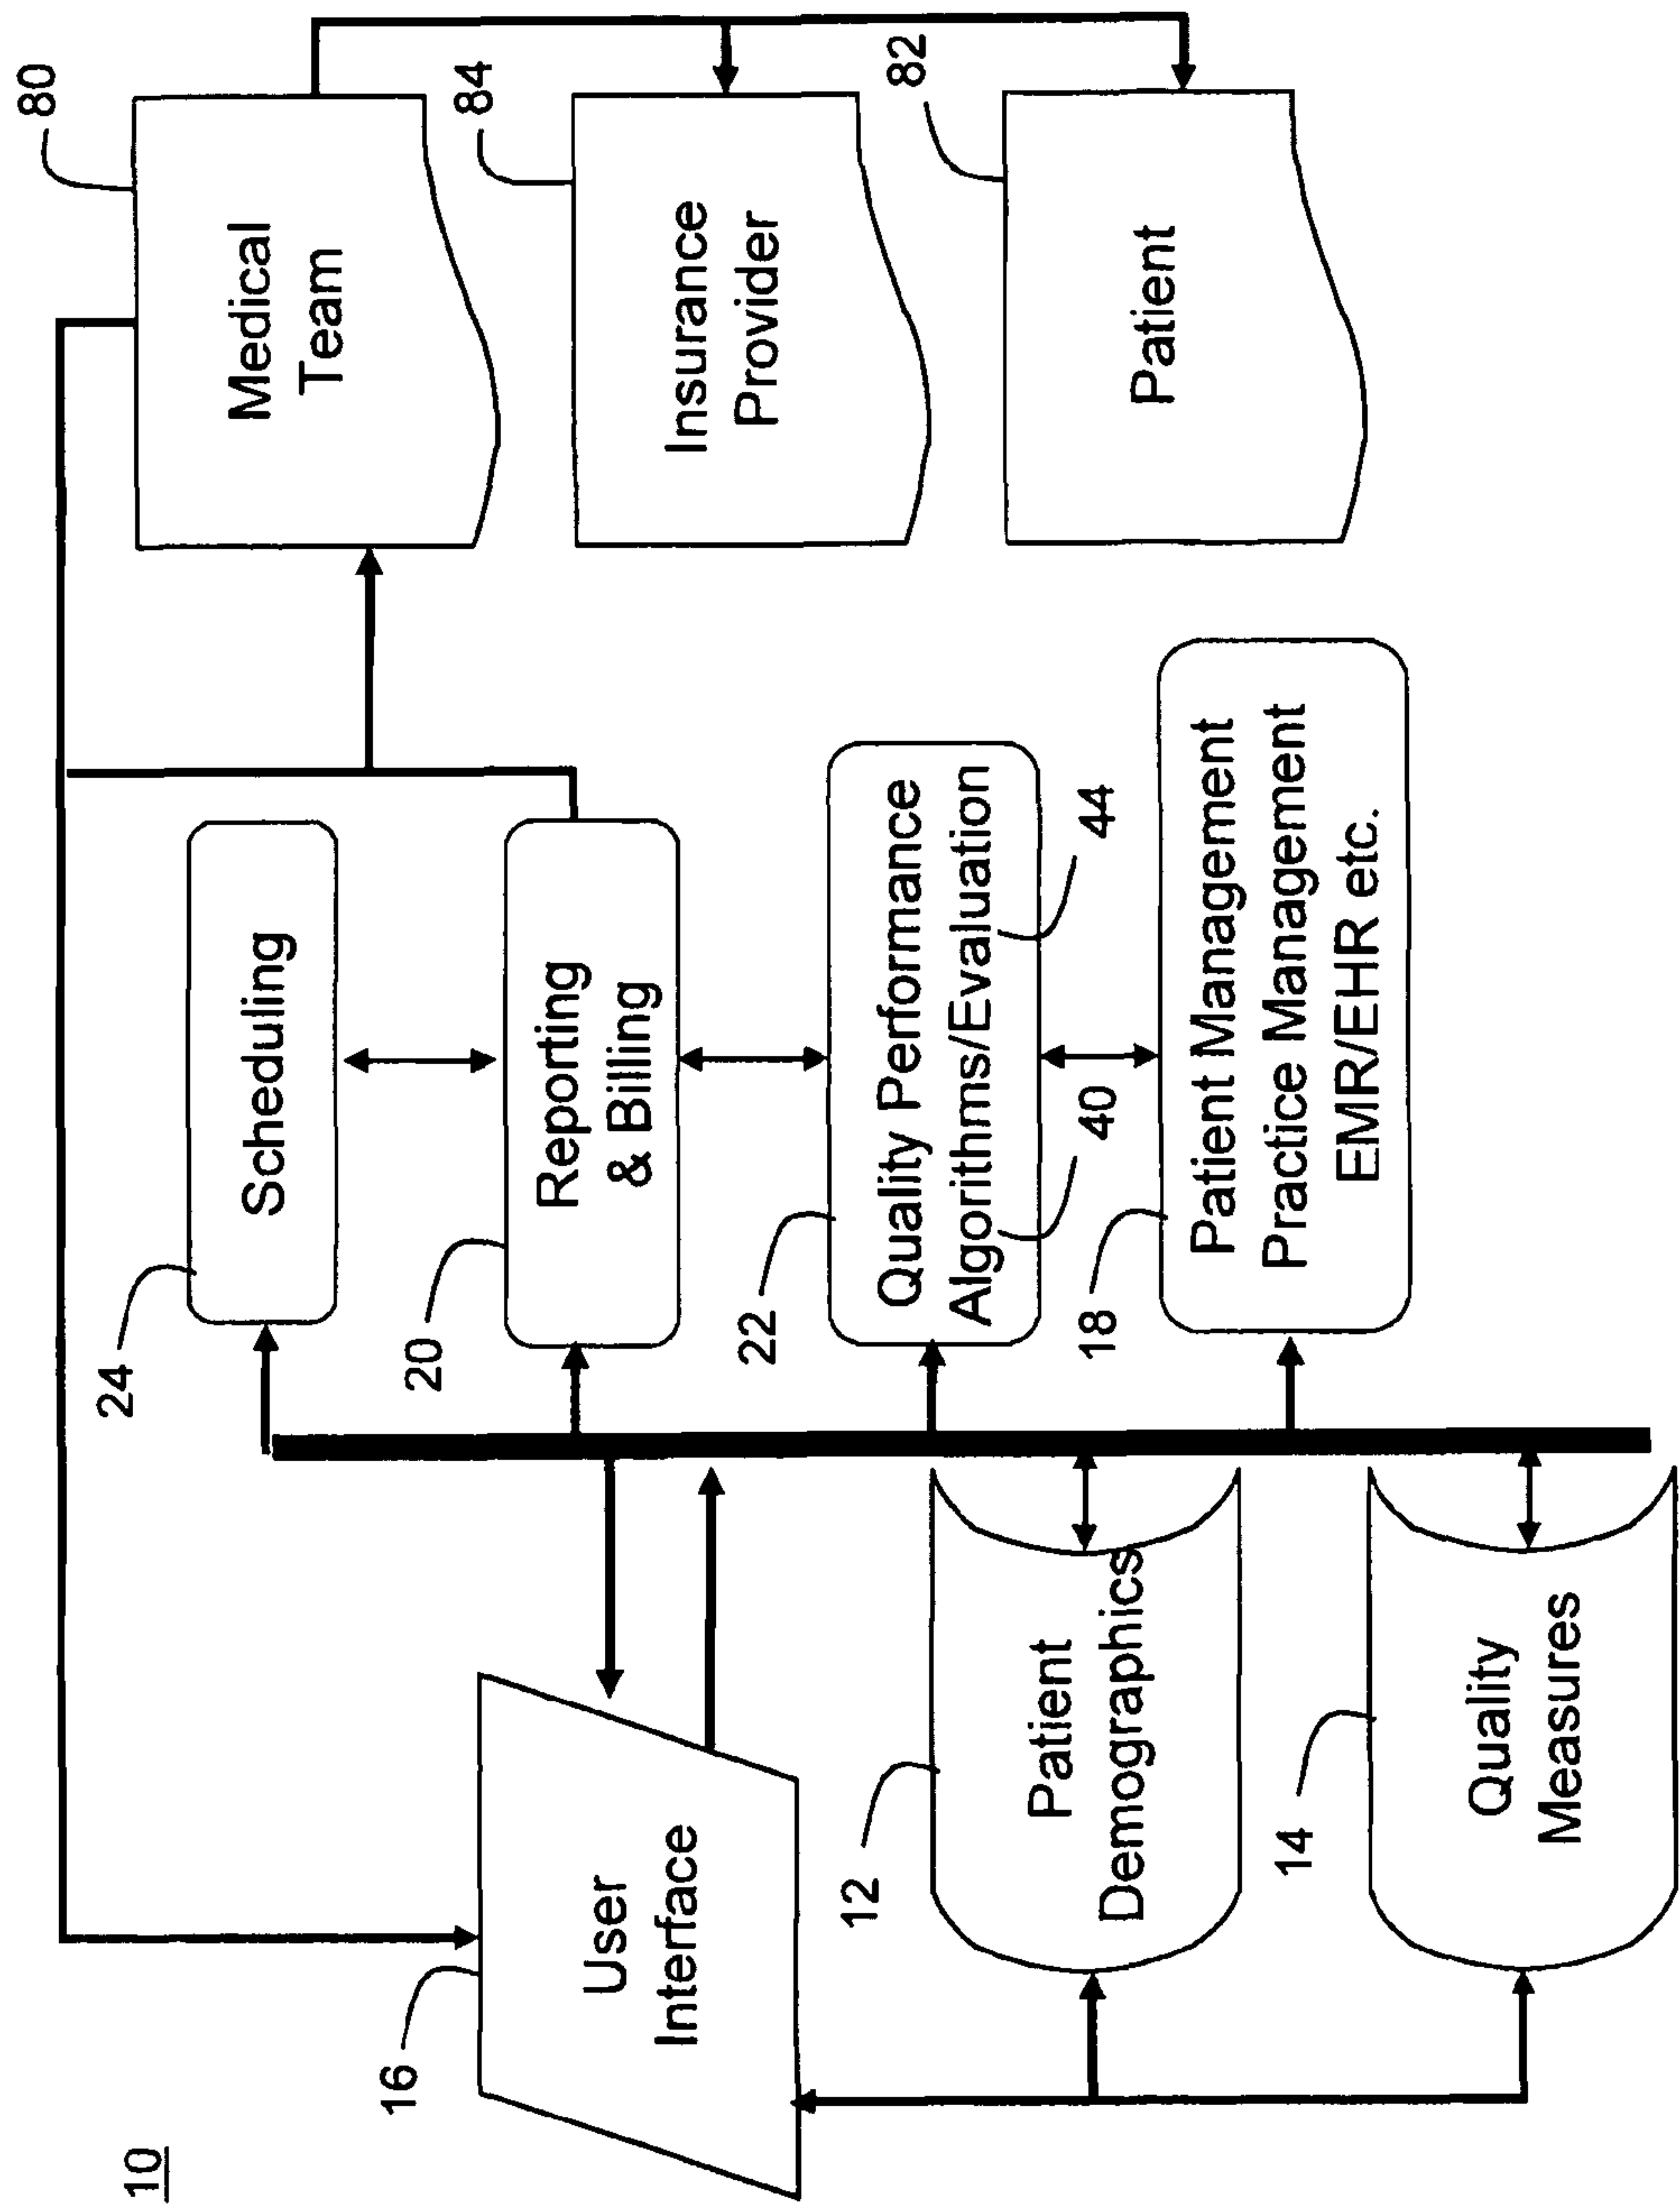 10
16
User
Interface
12
Patient
Demographics
14
Quality
Measures
24
Scheduling
20
Reporting
& Billing
22
Quality Performance
Algorithms/Evaluation
40
44
18
Patient Management
Practice Management
EMR/EHR etc.
80
Medical
Team
84
Insurance
Provider
82
Patient